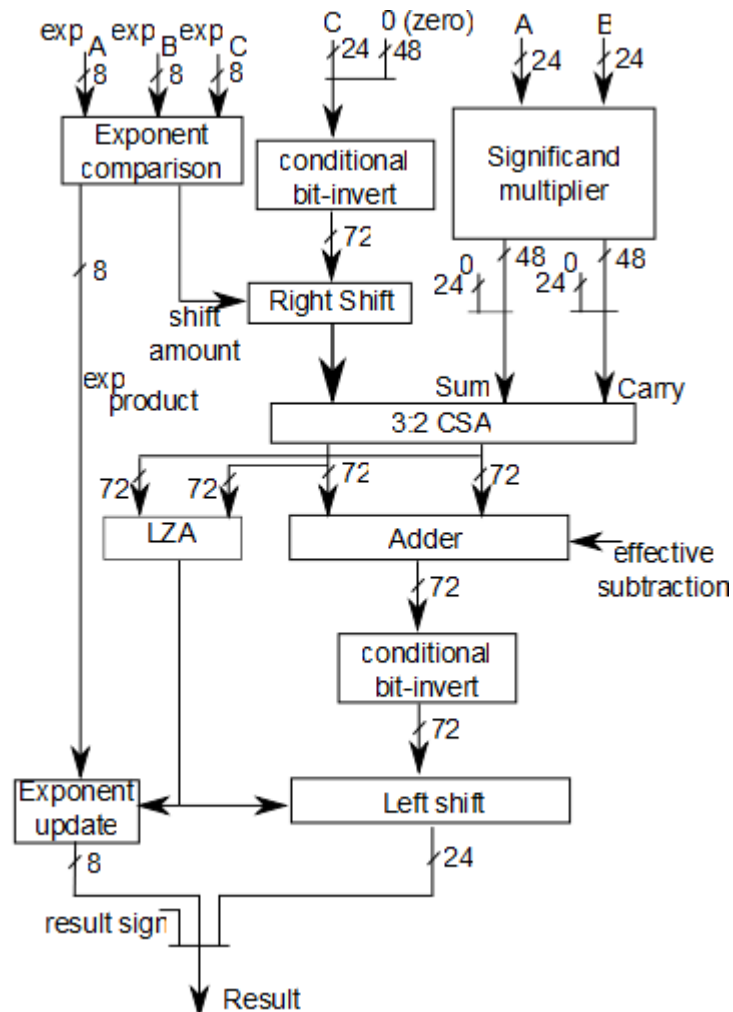 exp A exp B exp C C 0 (zero) A B
8 8 8 24 48 24 24
Exponent
comparison
conditional
bit-invert
Significand
multiplier
72
8
0 48 0 48
24 24
Right Shift
shift
amount
exp
product
Sum Carry
3:2 CSA
72 72 72 72
LZA
Adder
effective
subtraction
72
conditional
bit-invert
72
Exponent
update
Left shift
8 24
result sign
Result